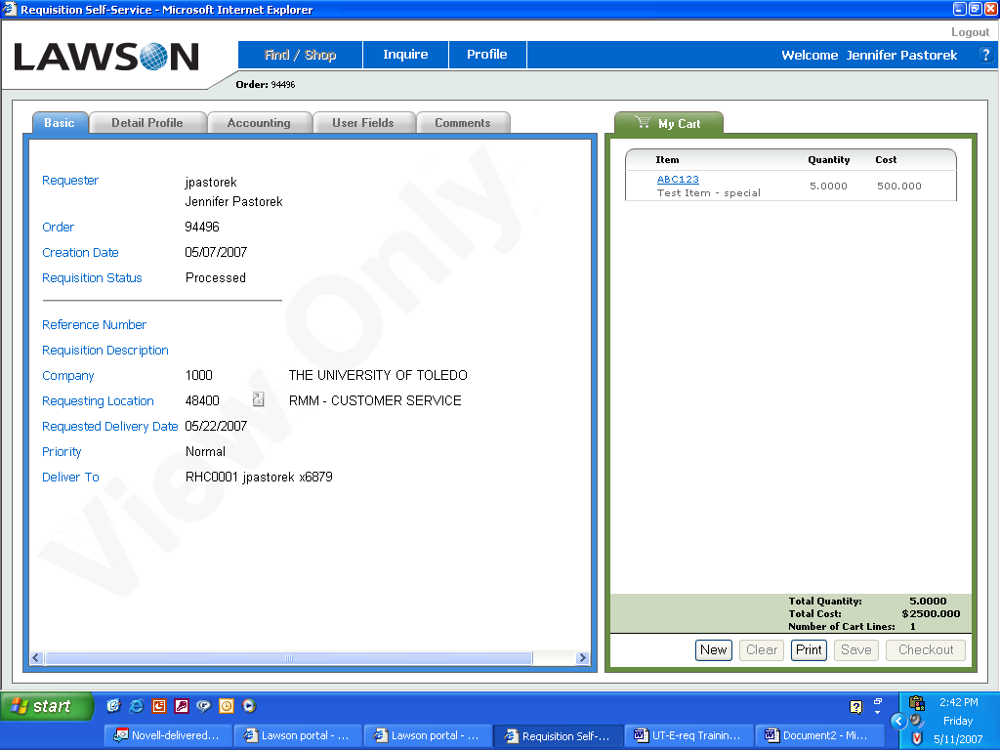 Requisition Self-Service - Microsoft Internet Explorer
Logout
LAWSON
Find / Shop Inquire Profile
Welcome Jennifer Pastorek ?
Order: 94496
Basic Detail Profile Accounting User Fields Comments
My Cart
Item Quantity Cost
ABC123 5.0000 500.000
Test Item - special
Requester jpastorek
Jennifer Pastorek
Order 94496
Creation Date 05/07/2007
Requisition Status Processed
Reference Number
Requisition Description
Company 1000 THE UNIVERSITY OF TOLEDO
Requesting Location 48400 RMM - CUSTOMER SERVICE
Requested Delivery Date 05/22/2007
Priority Normal
Deliver To RHC0001 jpastorek x6879
View Only
Total Quantity: 5.0000
Total Cost: $2500.000
Number of Cart Lines: 1
New Clear Print Save Checkout
start
2:42 PM
Friday
5/11/2007
Novell-delivered... Lawson portal - ... Lawson portal - ... Requisition Self-... UT-E-req Trainin... Document2 - Mi...